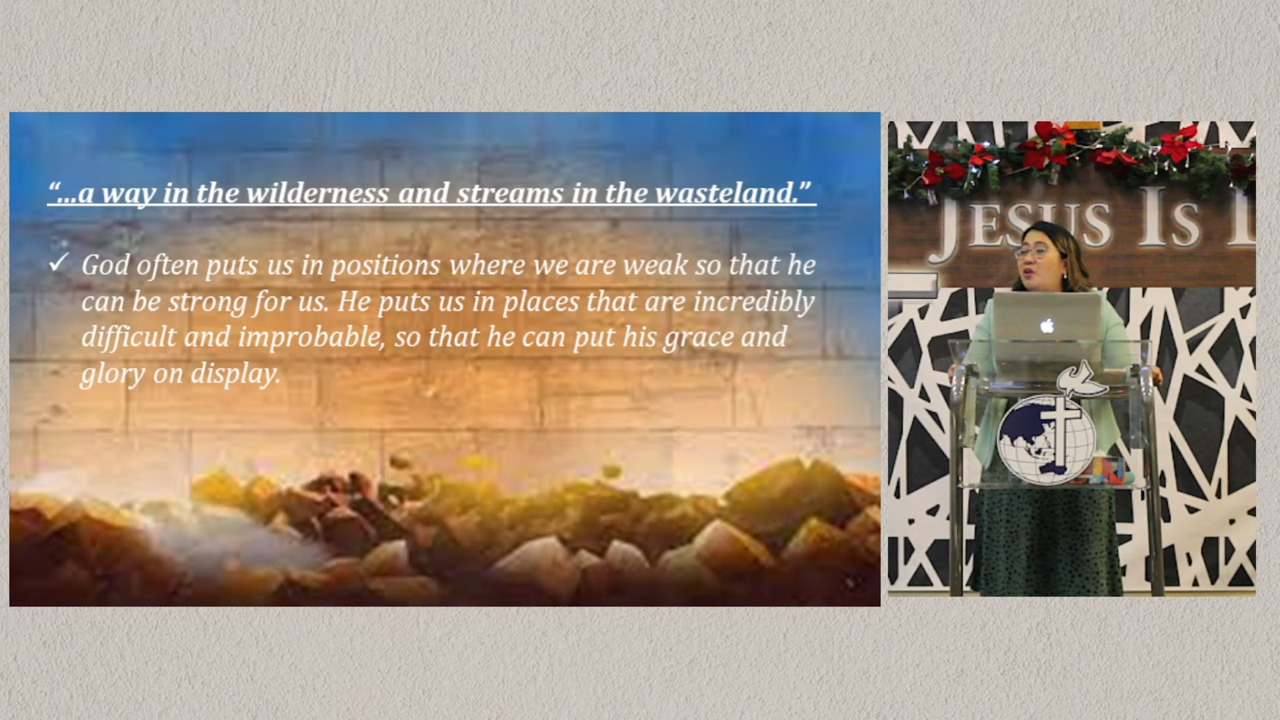 “...a way in the wilderness and streams in the wasteland.”
✓ God often puts us in positions where we are weak so that he
can be strong for us. He puts us in places that are incredibly
difficult and improbable, so that he can put his grace and
glory on display.
JESUS IS L